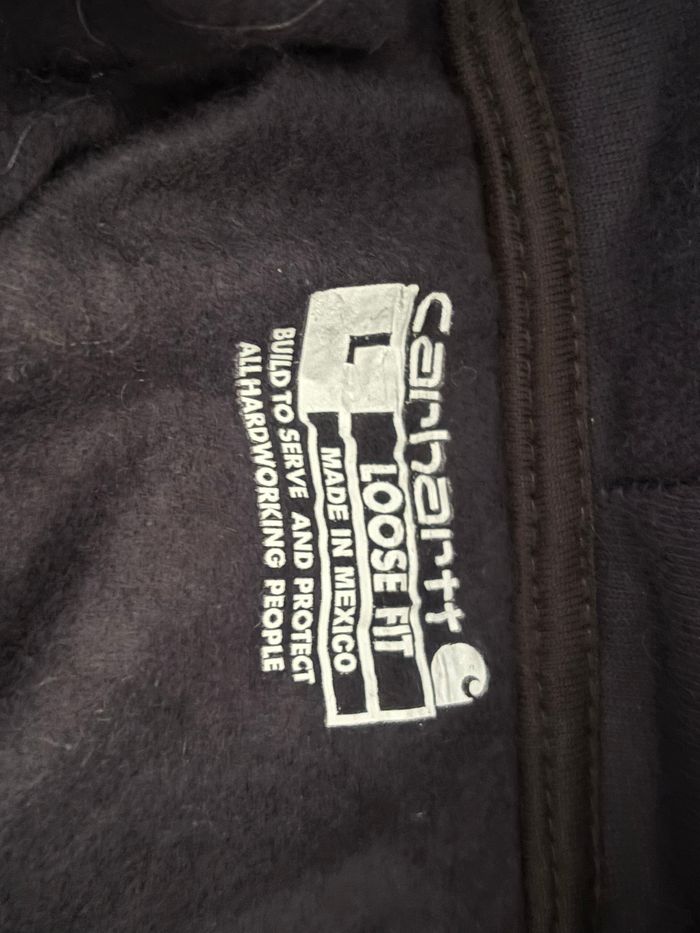 carhartt
L
LOOSE FIT
MADE IN MEXICO
BUILD TO SERVE AND PROTECT
ALL HARDWORKING PEOPLE